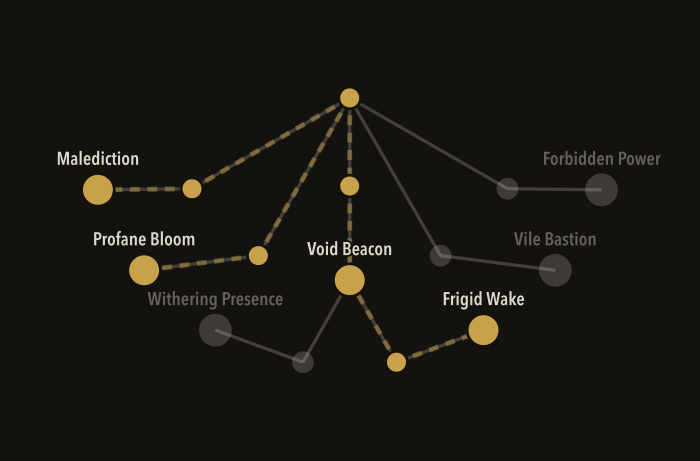 Malediction
Forbidden Power
Profane Bloom
Vile Bastion
Void Beacon
Withering Presence
Frigid Wake